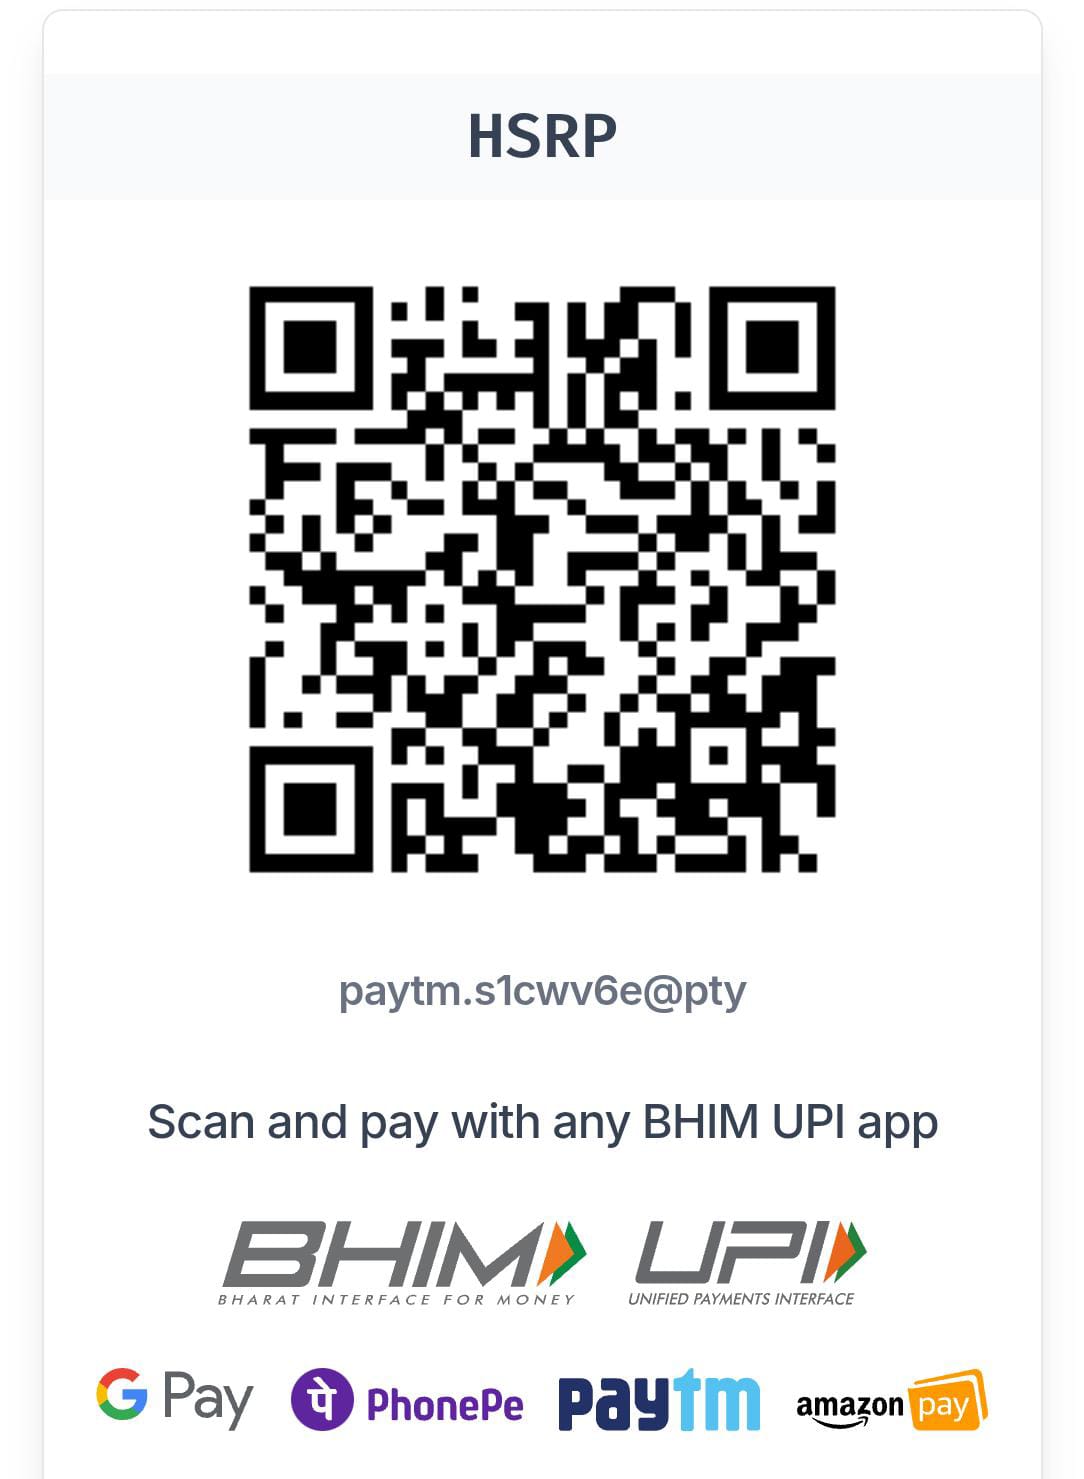 HSRP
paytm.s1cwv6e@pty
Scan and pay with any BHIM UPI app
BHIM UPI
BHARAT INTERFACE FOR MONEY UNIFIED PAYMENTS INTERFACE
G Pay पे PhonePe paytm amazon pay